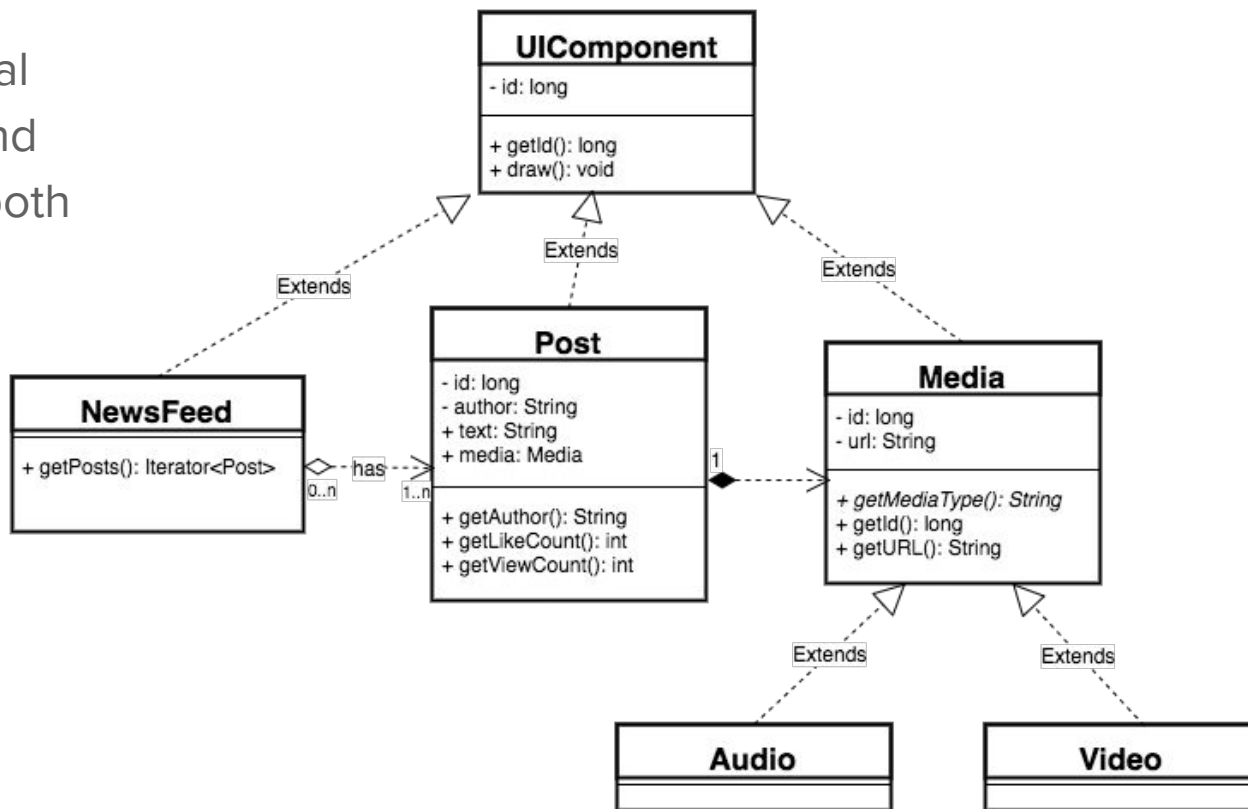 al
nd
both
UIComponent
- id: long
+ getId(): long
+ draw(): void
Extends
Extends
Extends
NewsFeed
+ getPosts(): Iterator<Post>
0..n
has
1..n
Post
- id: long
- author: String
+ text: String
+ media: Media
+ getAuthor(): String
+ getLikeCount(): int
+ getViewCount(): int
1
Media
- id: long
- url: String
+ getMediaType(): String
+ getId(): long
+ getURL(): String
Extends
Extends
Audio
Video